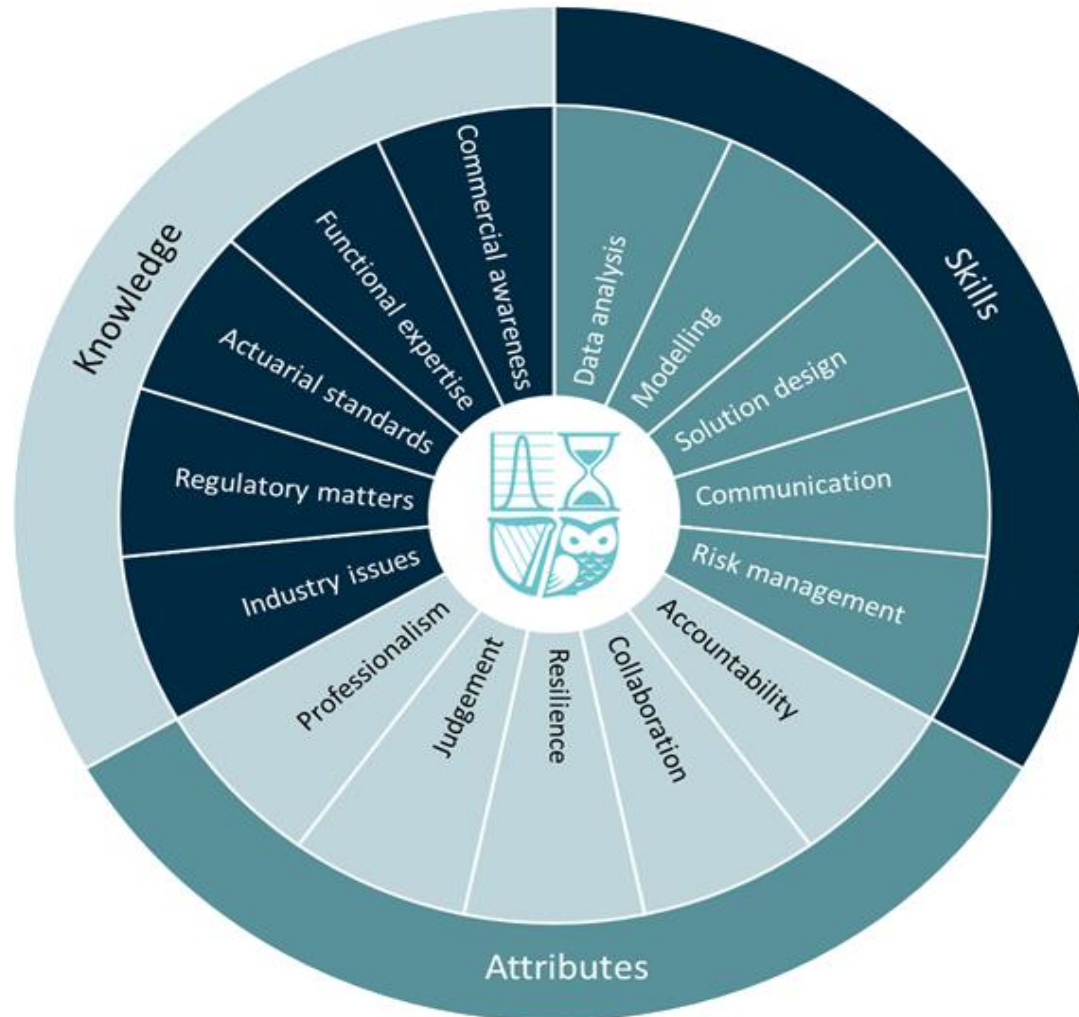 Knowledge
Commercial awareness
Functional expertise
Actuarial standards
Regulatory matters
Industry issues
Skills
Data analysis
Modelling
Solution design
Communication
Risk management
Attributes
Accountability
Collaboration
Resilience
Judgement
Professionalism